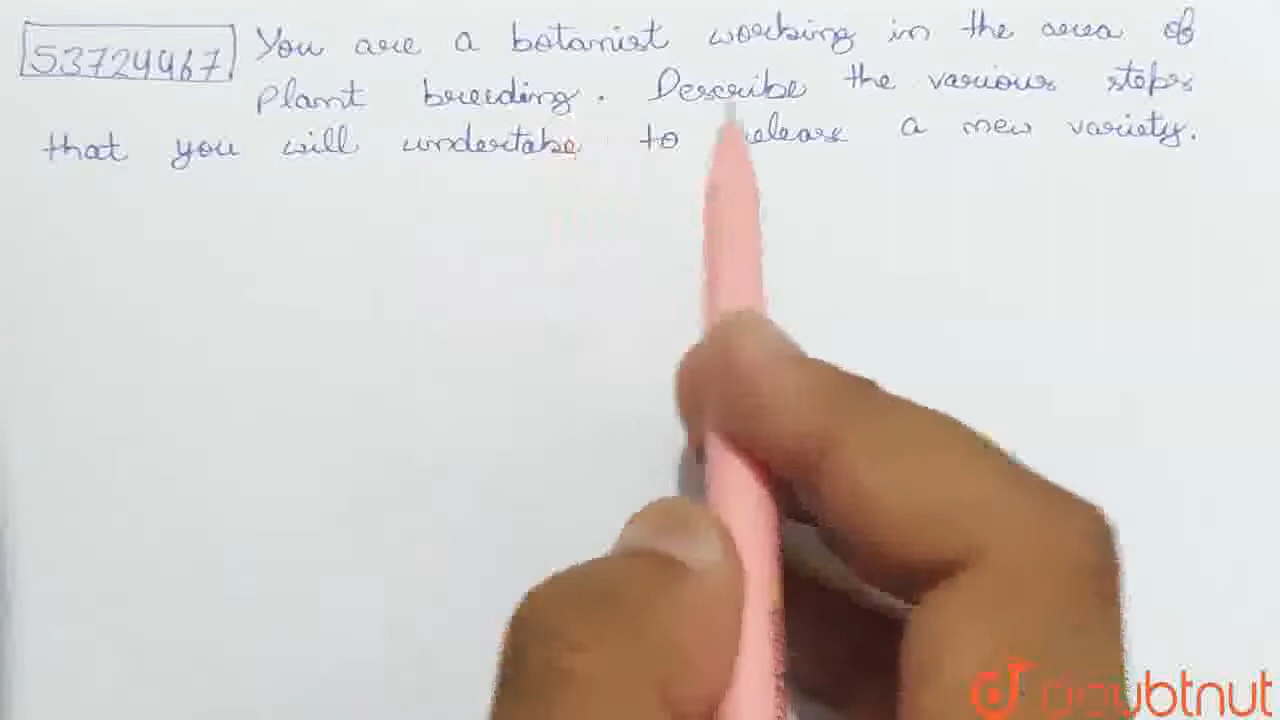 53724467 You are a botanist working in the area of
Plant breeding. Describe the various steps
that you will undertake to release a new variety.
doubtnut